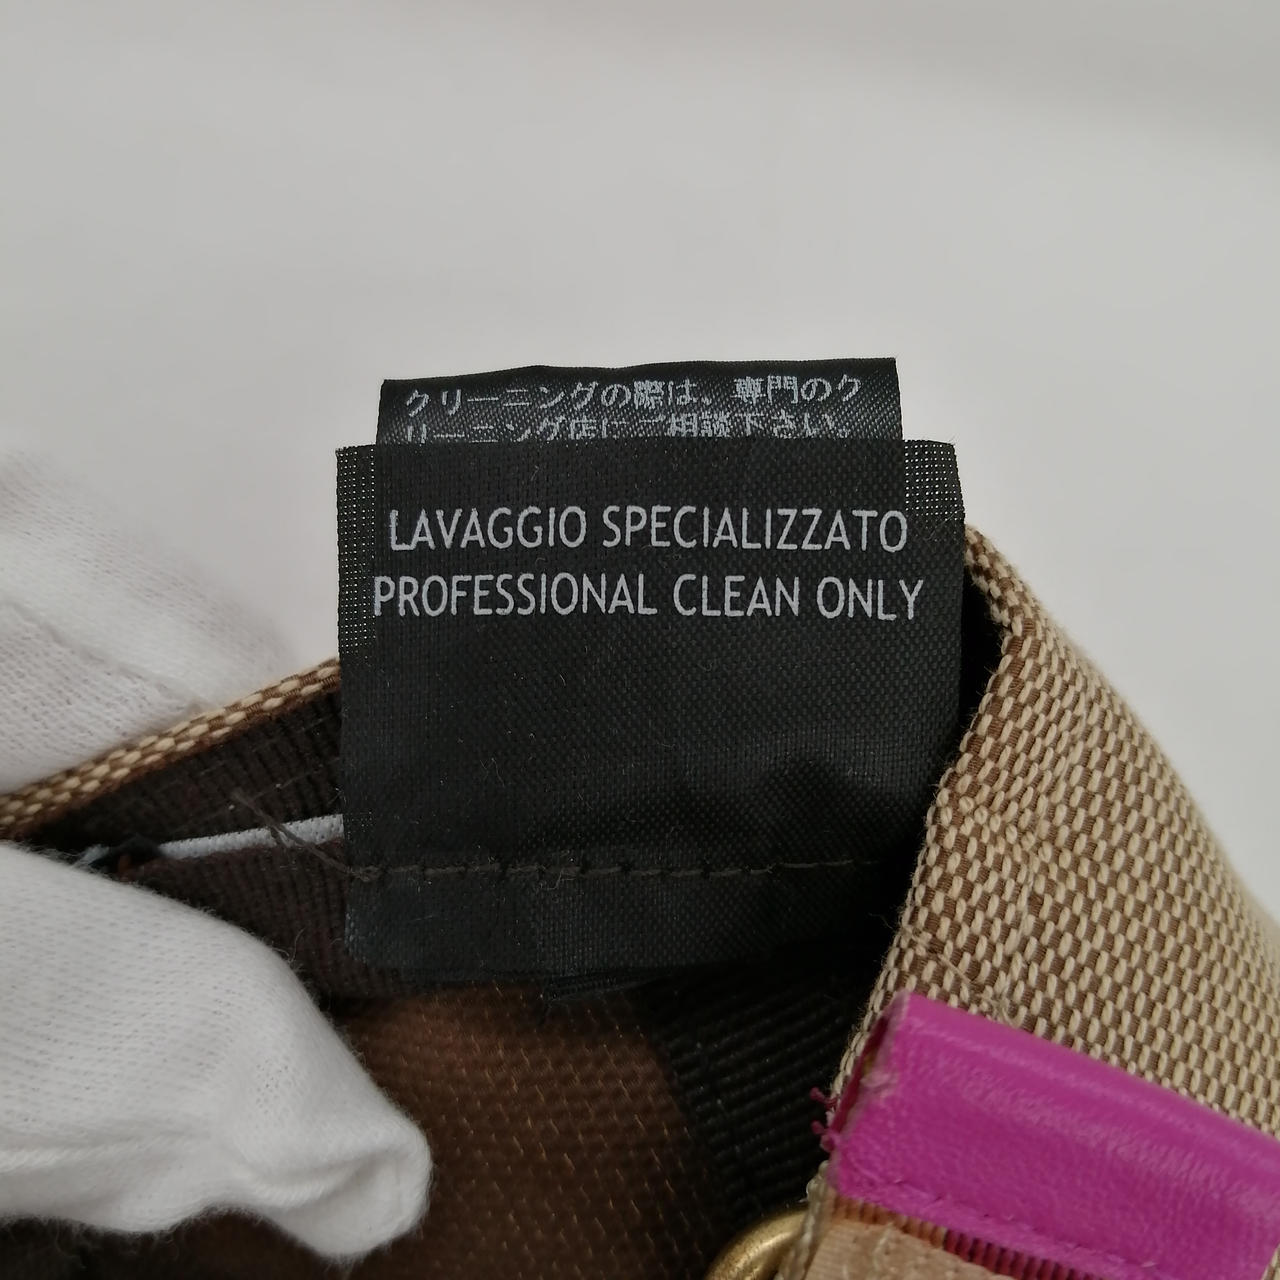 クリーニングの際は、専門のク
リーニング店にご相談下さい。
LAVAGGIO SPECIALIZZATO
PROFESSIONAL CLEAN ONLY